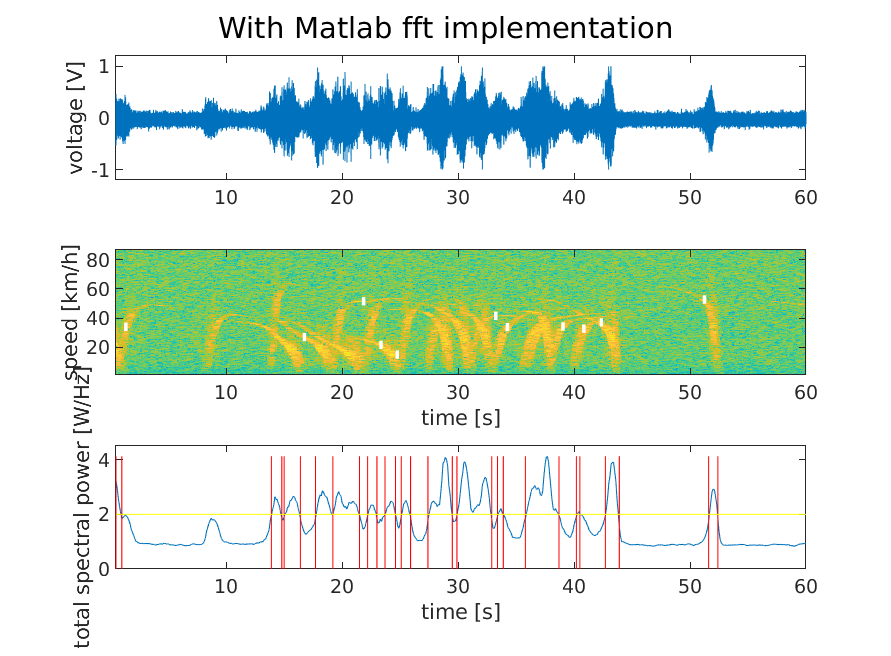 With Matlab fft implementation
voltage [V]
1
0
-1
10 20 30 40 50 60
speed [km/h]
80
60
40
20
10 20 30 40 50 60
time [s]
total spectral power [W/Hz]
4
2
0
10 20 30 40 50 60
time [s]